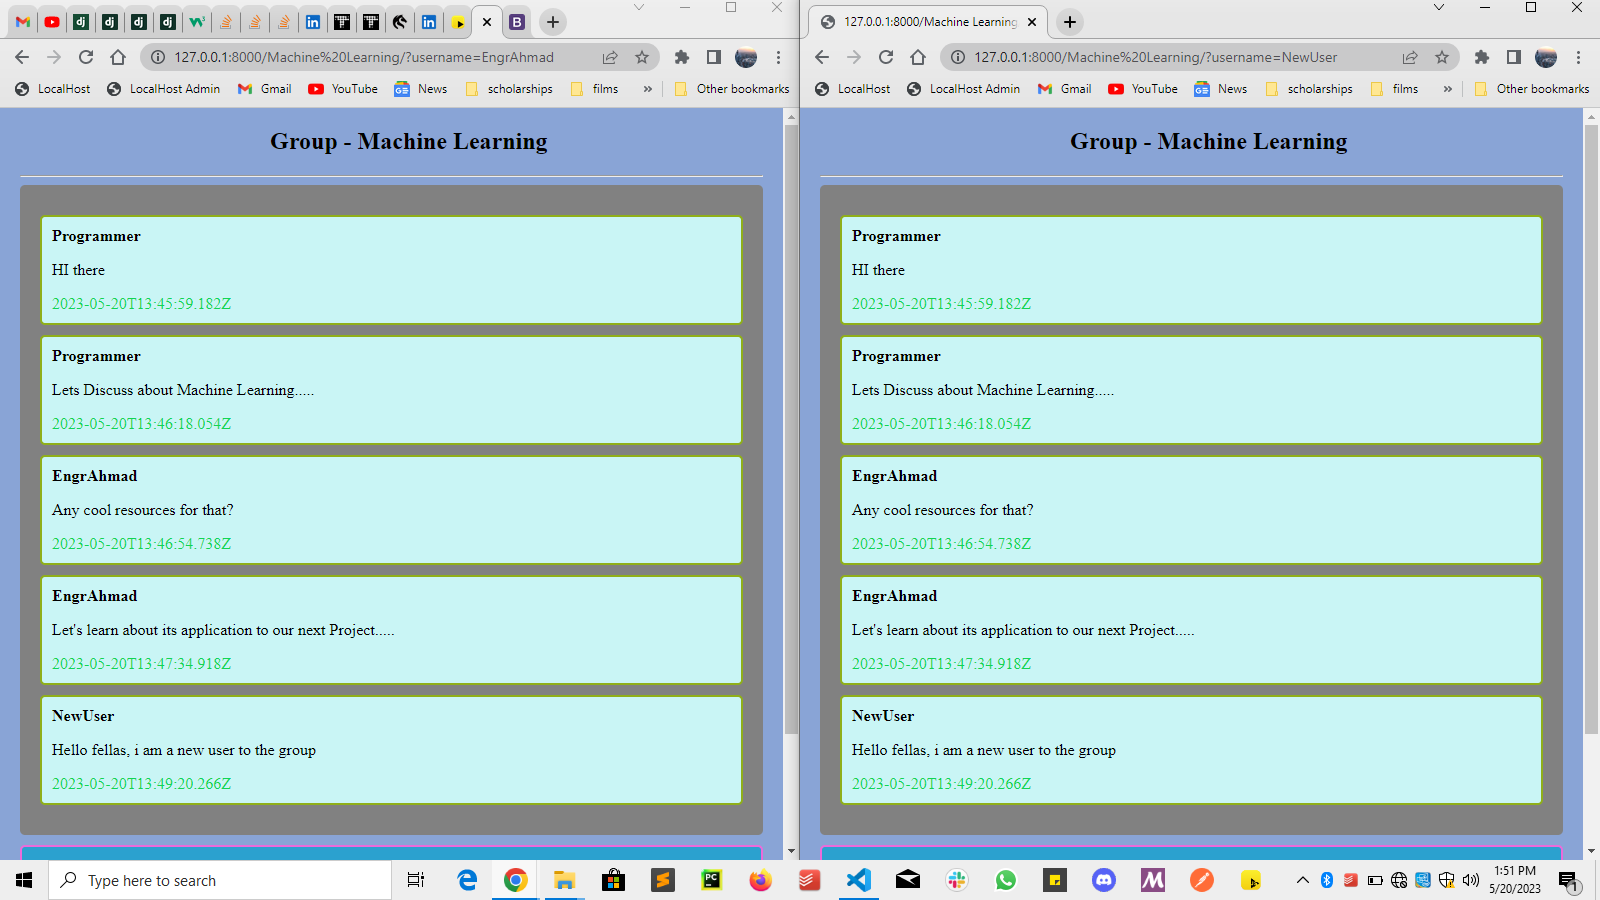 127.0.0.1:8000/Machine%20Learning/?username=EngrAhmad
LocalHost
LocalHost Admin
Gmail
YouTube
News
scholarships
films
»
Other bookmarks
Group - Machine Learning
Programmer
HI there
2023-05-20T13:45:59.182Z
Programmer
Lets Discuss about Machine Learning.....
2023-05-20T13:46:18.054Z
EngrAhmad
Any cool resources for that?
2023-05-20T13:46:54.738Z
EngrAhmad
Let's learn about its application to our next Project.....
2023-05-20T13:47:34.918Z
NewUser
Hello fellas, i am a new user to the group
2023-05-20T13:49:20.266Z
127.0.0.1:8000/Machine Learning
127.0.0.1:8000/Machine%20Learning/?username=NewUser
LocalHost
LocalHost Admin
Gmail
YouTube
News
scholarships
films
»
Other bookmarks
Group - Machine Learning
Programmer
HI there
2023-05-20T13:45:59.182Z
Programmer
Lets Discuss about Machine Learning.....
2023-05-20T13:46:18.054Z
EngrAhmad
Any cool resources for that?
2023-05-20T13:46:54.738Z
EngrAhmad
Let's learn about its application to our next Project.....
2023-05-20T13:47:34.918Z
NewUser
Hello fellas, i am a new user to the group
2023-05-20T13:49:20.266Z
Type here to search
1:51 PM
5/20/2023
1